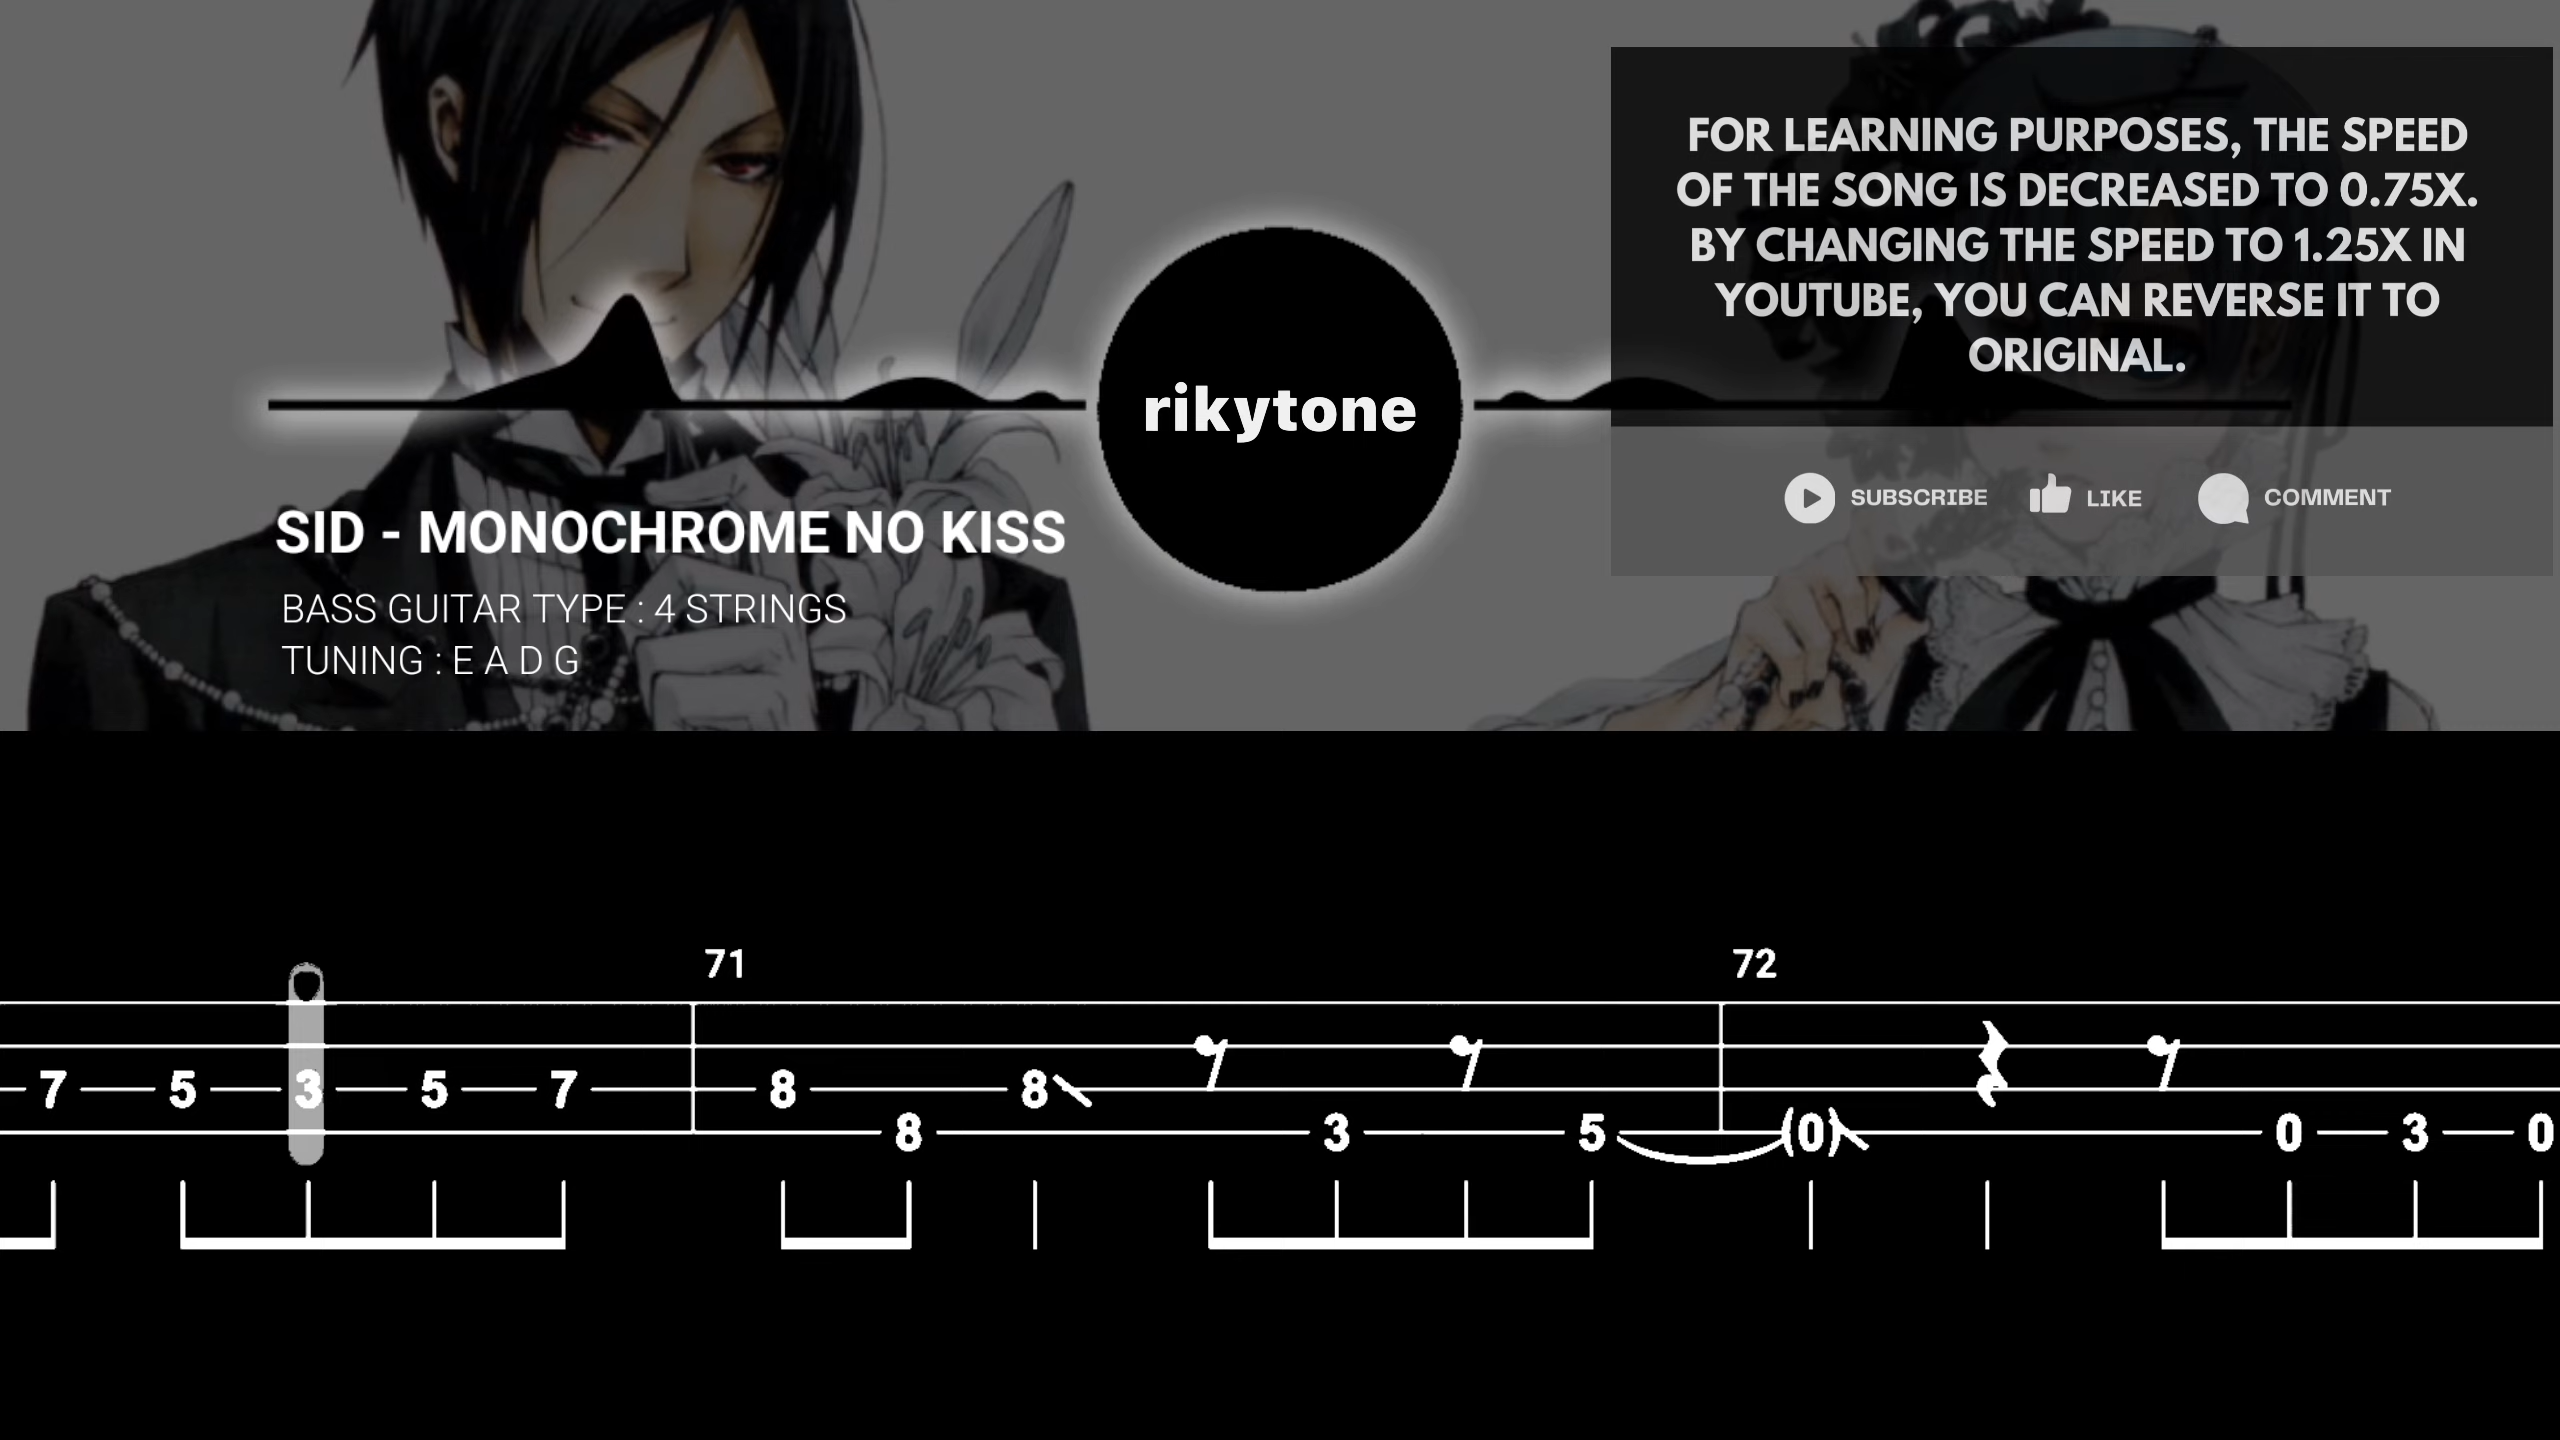 FOR LEARNING PURPOSES, THE SPEED
OF THE SONG IS DECREASED TO 0.75X.
BY CHANGING THE SPEED TO 1.25X IN
YOUTUBE, YOU CAN REVERSE IT TO
ORIGINAL.
rikytone
SUBSCRIBE LIKE COMMENT
SID - MONOCHROME NO KISS
BASS GUITAR TYPE : 4 STRINGS
TUNING : E A D G
71 72
7 5 3 5 7 8 8
8 3 5 (0) 0 3 0